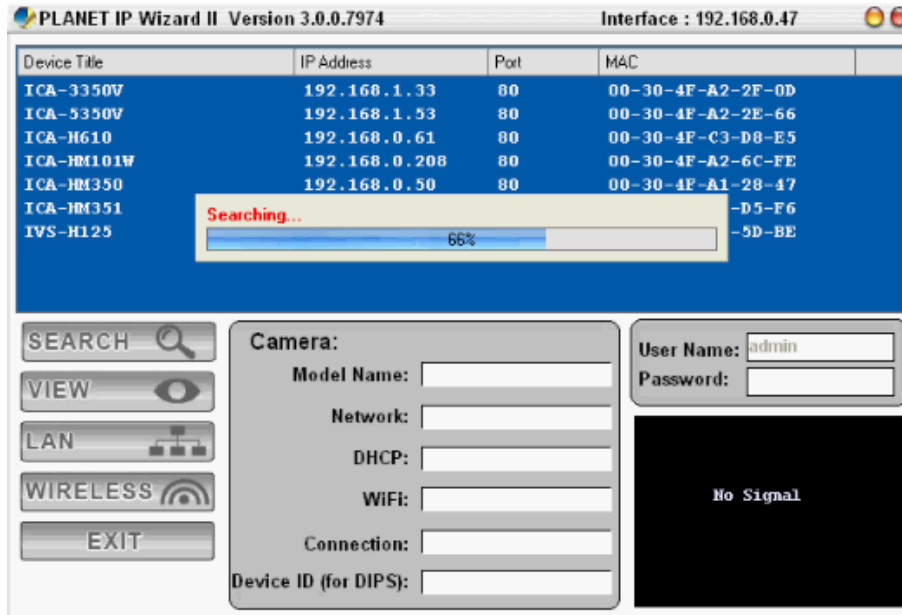 PLANET IP Wizard II Version 3.0.0.7974 Interface : 192.168.0.47
Device Title IP Address Port MAC
ICA-3350V 192.168.1.33 80 00-30-4F-A2-2F-0D
ICA-5350V 192.168.1.53 80 00-30-4F-A2-2E-66
ICA-H610 192.168.0.61 80 00-30-4F-C3-D8-E5
ICA-HM101W 192.168.0.208 80 00-30-4F-A2-6C-FE
ICA-HM350 192.168.0.50 80 00-30-4F-A1-28-47
ICA-HM351 -D5-F6
Searching...
IVS-H125 -5D-BE
66%
SEARCH
VIEW
LAN
WIRELESS
EXIT
Camera:
Model Name:
Network:
DHCP:
WiFi:
Connection:
Device ID (for DIPS):
User Name: admin
Password:
No Signal